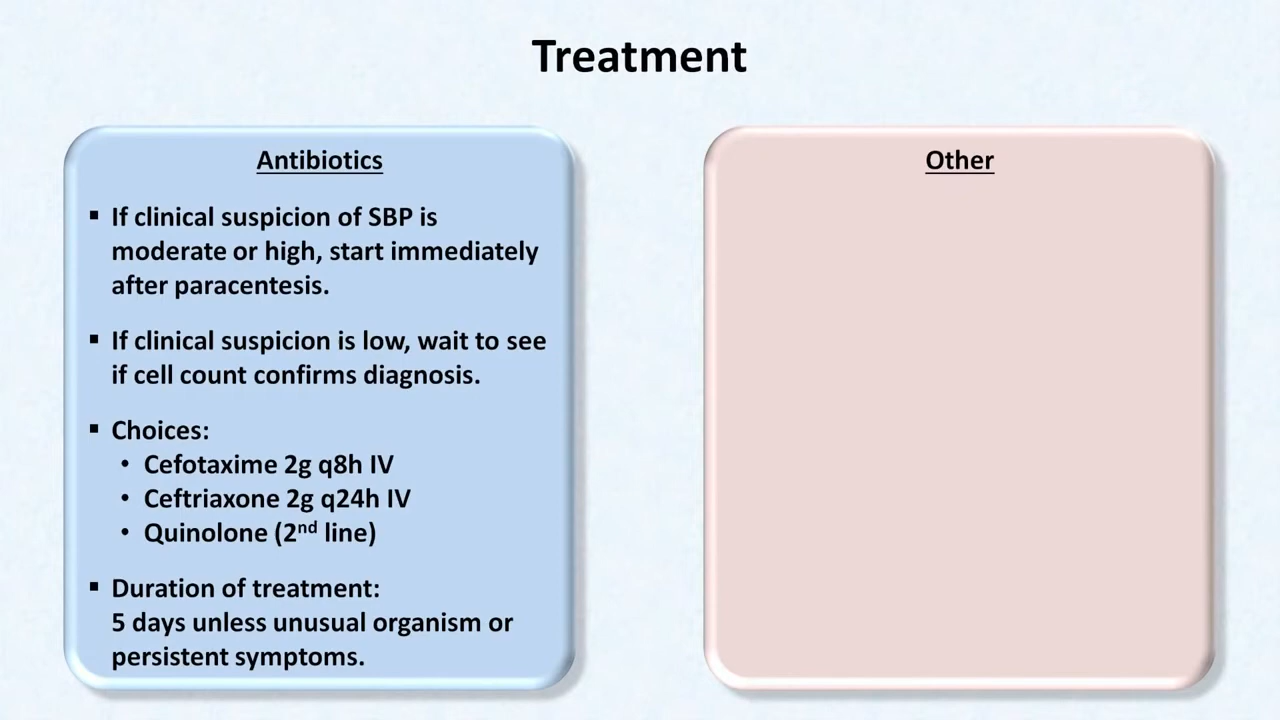 Treatment
Antibiotics
▪ If clinical suspicion of SBP is
moderate or high, start immediately
after paracentesis.
▪ If clinical suspicion is low, wait to see
if cell count confirms diagnosis.
▪ Choices:
• Cefotaxime 2g q8h IV
• Ceftriaxone 2g q24h IV
• Quinolone (2nd line)
▪ Duration of treatment:
5 days unless unusual organism or
persistent symptoms.
Other